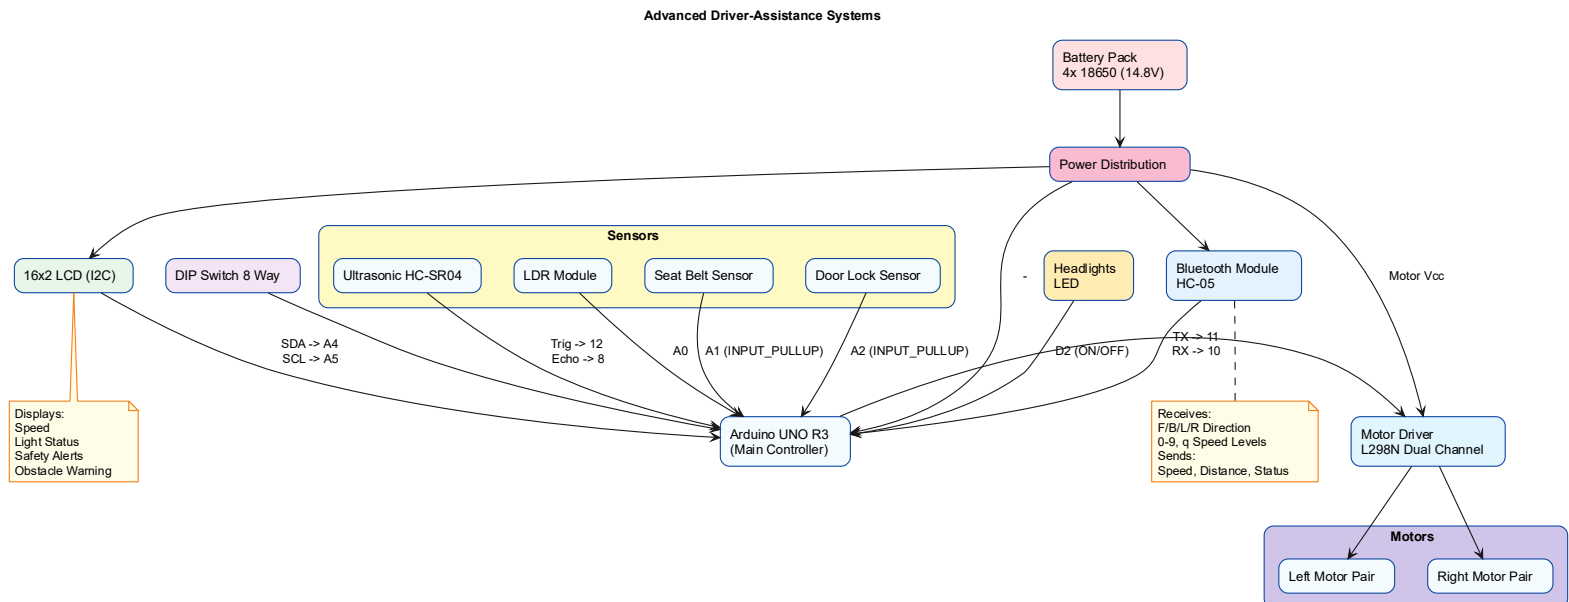 Advanced Driver-Assistance Systems
Battery Pack
4x 18650 (14.8V)
Power Distribution
Sensors
16x2 LCD (I2C)
DIP Switch 8 Way
Ultrasonic HC-SR04
LDR Module
Seat Belt Sensor
Door Lock Sensor
-
Headlights
LED
Bluetooth Module
HC-05
Motor Vcc
SDA -> A4
SCL -> A5
Trig -> 12
Echo -> 8
A0
A1 (INPUT_PULLUP)
A2 (INPUT_PULLUP)
D2 (ON/OFF)
TX -> 11
RX -> 10
Displays:
Speed
Light Status
Safety Alerts
Obstacle Warning
Arduino UNO R3
(Main Controller)
Receives:
F/B/L/R Direction
0-9, q Speed Levels
Sends:
Speed, Distance, Status
Motor Driver
L298N Dual Channel
Motors
Left Motor Pair
Right Motor Pair